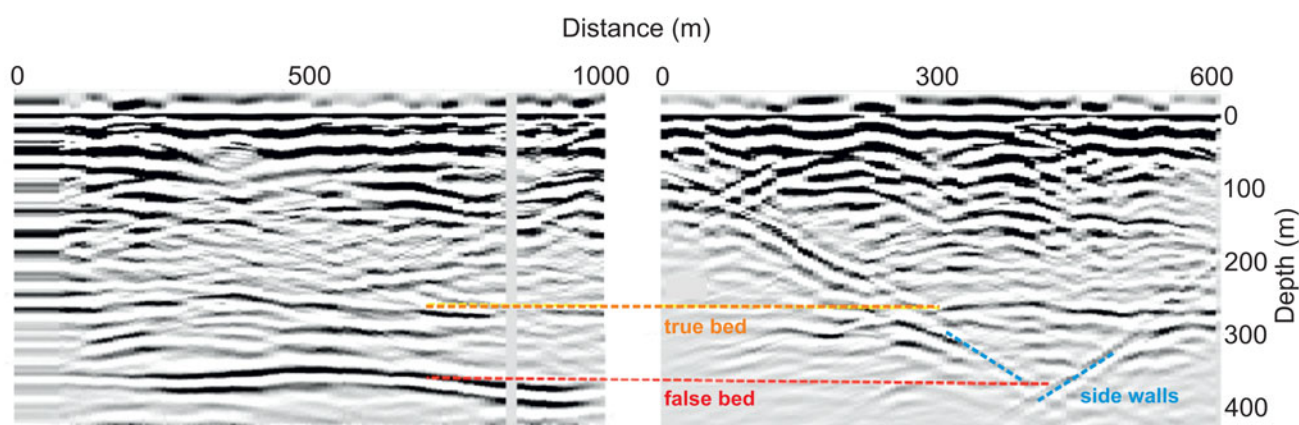 Distance (m)
0 500 1000 0 300 600
0
100
200
300
400
Depth (m)
true bed
false bed
side walls